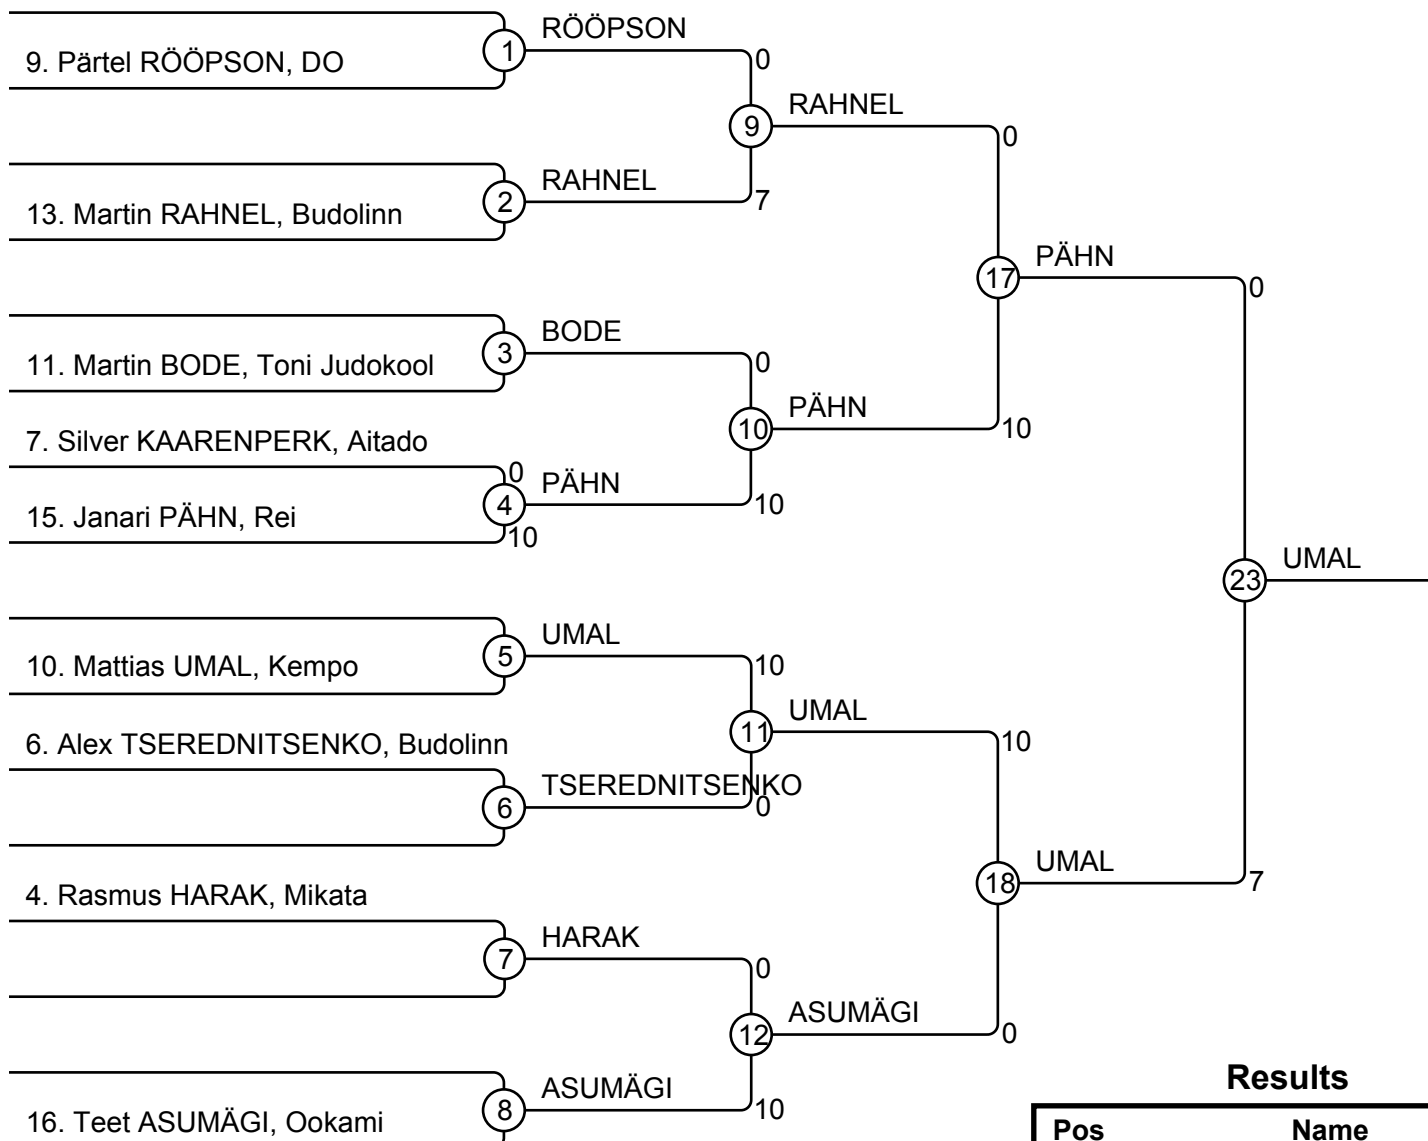 RÖÖPSON
1
9. Pärtel RÖÖPSON, DO
0
RAHNEL
9
0
RAHNEL
2
7
13. Martin RAHNEL, Budolinn
PÄHN
17
0
BODE
3
0
11. Martin BODE, Toni Judokool
PÄHN
10
10
7. Silver KAARENPERK, Aitado
0
PÄHN
4
10
15. Janari PÄHN, Rei
10
UMAL
23
UMAL
5
10
10. Mattias UMAL, Kempo
UMAL
11
10
6. Alex TSEREDNITSENKO, Budolinn
TSEREDNITSENKO
6
0
UMAL
18
7
4. Rasmus HARAK, Mikata
HARAK
7
0
ASUMÄGI
12
0
Results
ASUMÄGI
8
10
16. Teet ASUMÄGI, Ookami
Pos Name